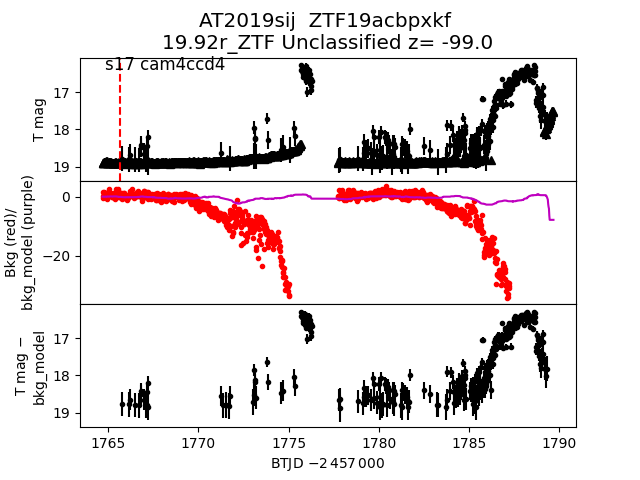 AT2019sij  ZTF19acbpxkf
19.92r_ZTF Unclassified z= -99.0
s17 cam4ccd4
T mag
17
18
19
Bkg (red)/
bkg_model (purple)
0
−20
T mag −
bkg_model
17
18
19
1765 1770 1775 1780 1785 1790
BTJD −2 457 000